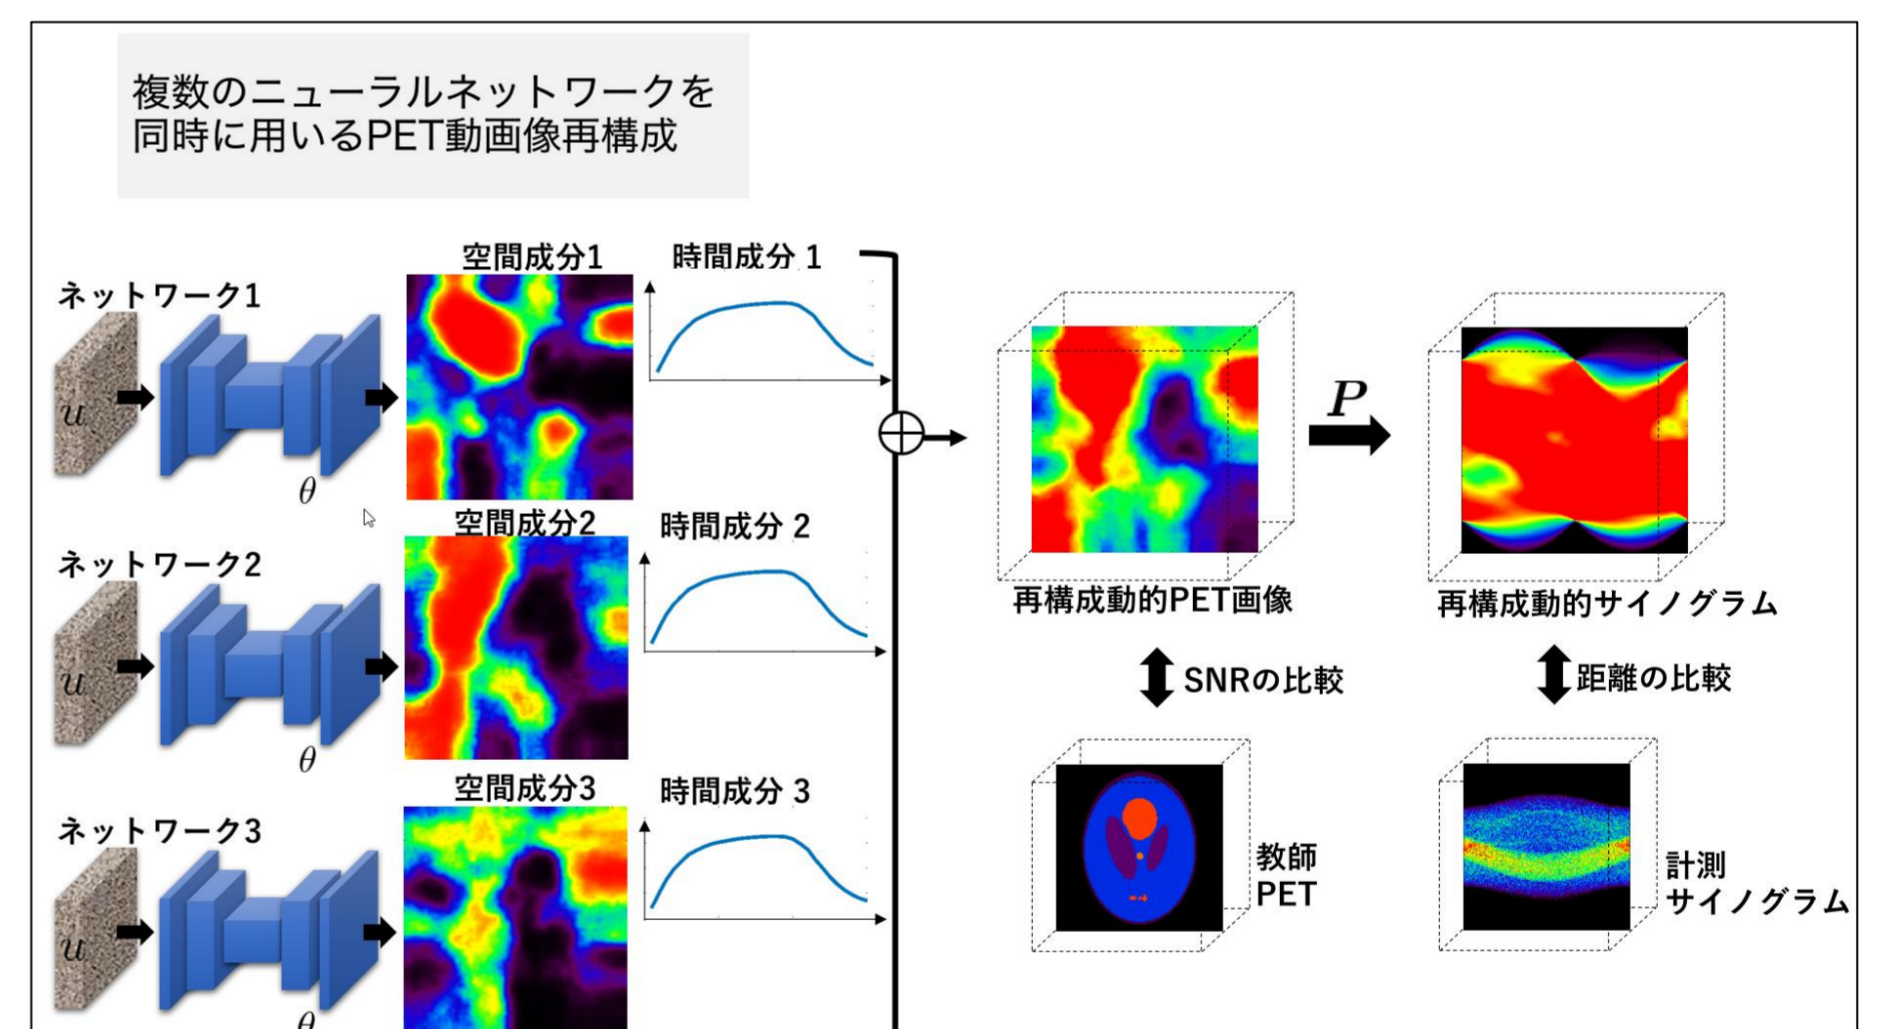 複数のニューラルネットワークを
同時に用いるPET動画像再構成
空間成分1
時間成分 1
ネットワーク1
u
θ
空間成分2
時間成分 2
ネットワーク2
u
θ
空間成分3
時間成分 3
ネットワーク3
u
θ
P
再構成動的PET画像
再構成動的サイノグラム
SNRの比較
距離の比較
教師
PET
計測
サイノグラム